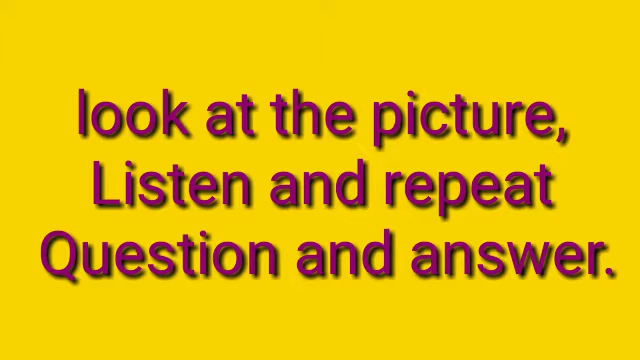 look at the picture,
Listen and repeat
Question and answer.